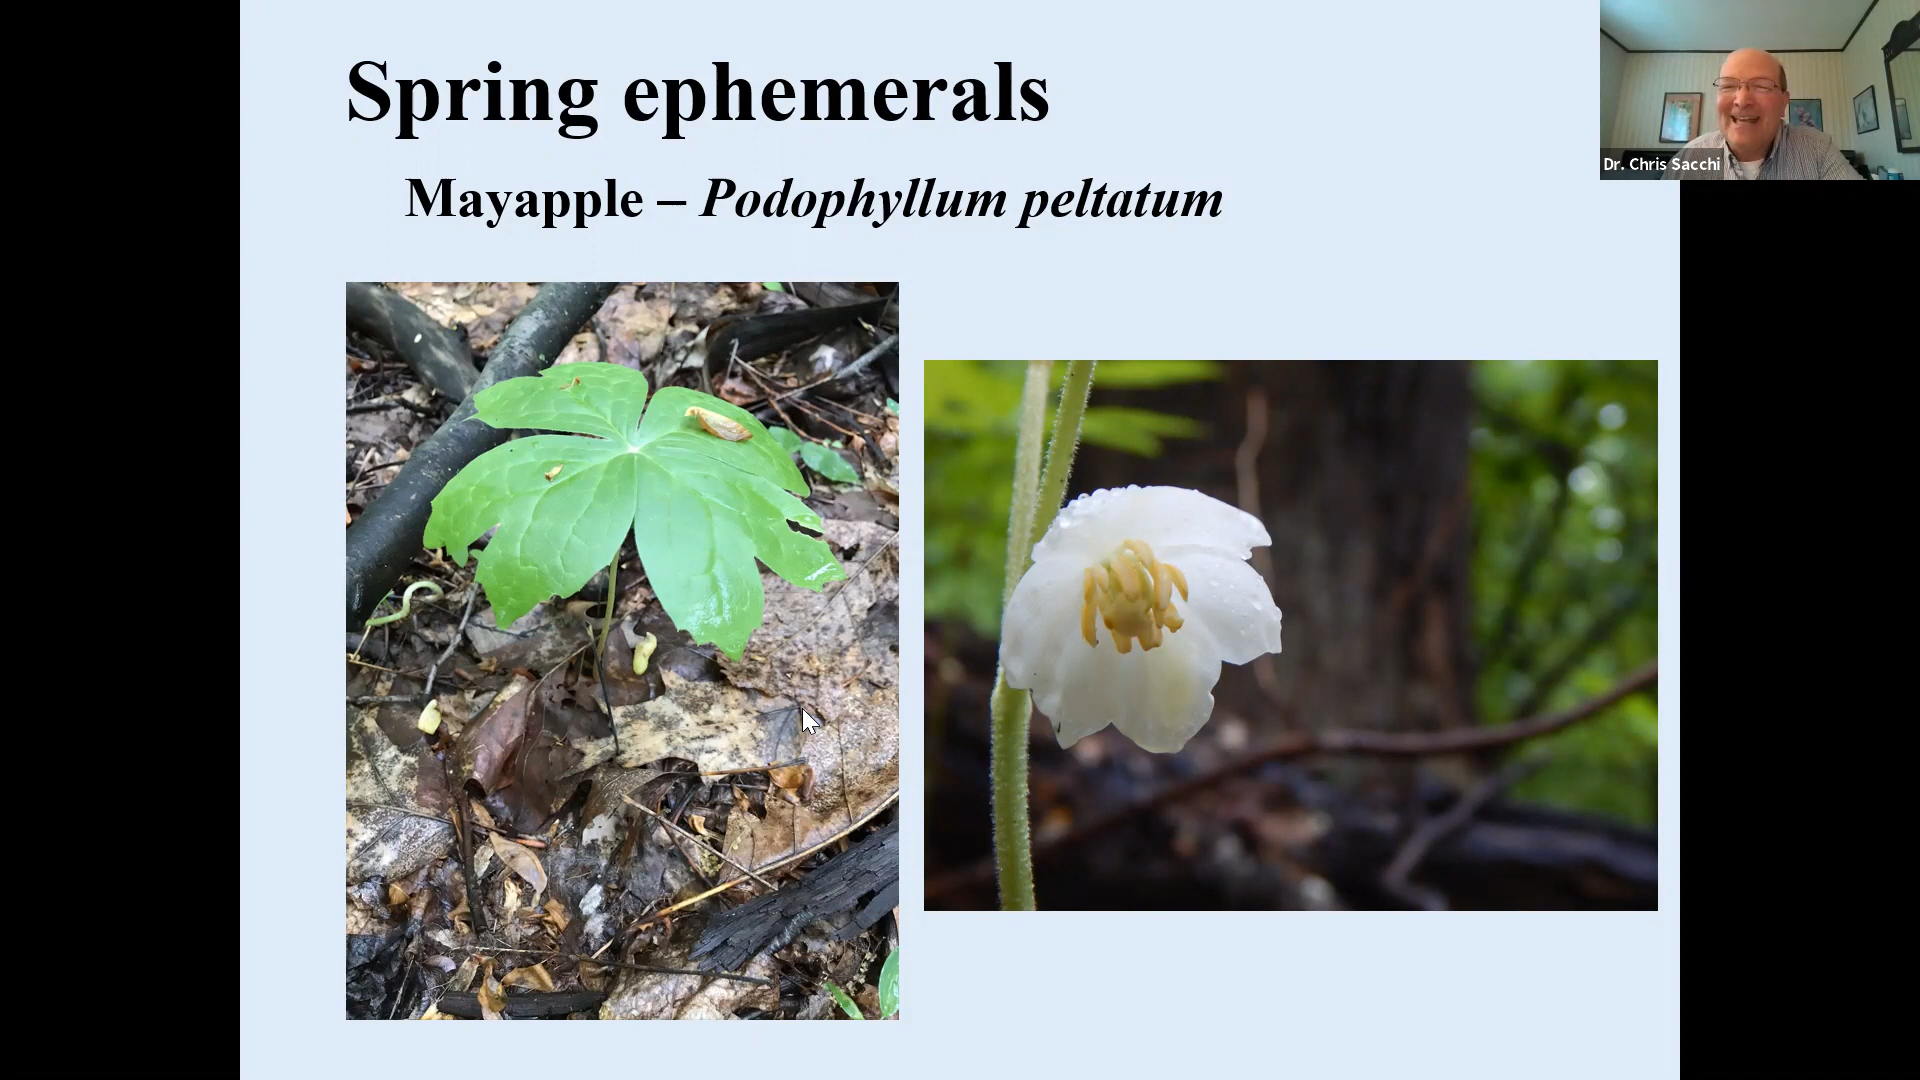 Spring ephemerals
Mayapple – Podophyllum peltatum
Dr. Chris Sacchi